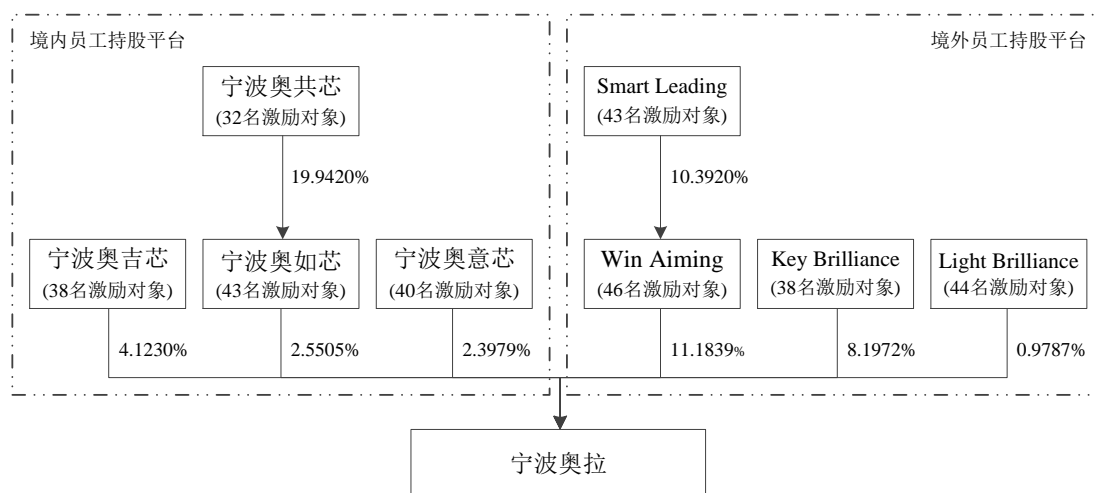 境内员工持股平台
境外员工持股平台
宁波奥共芯
(32名激励对象)
Smart Leading
(43名激励对象)
19.9420%
10.3920%
宁波奥吉芯
(38名激励对象)
宁波奥如芯
(43名激励对象)
宁波奥意芯
(40名激励对象)
Win Aiming
(46名激励对象)
Key Brilliance
(38名激励对象)
Light Brilliance
(44名激励对象)
4.1230%
2.5505%
2.3979%
11.1839%
8.1972%
0.9787%
宁波奥拉